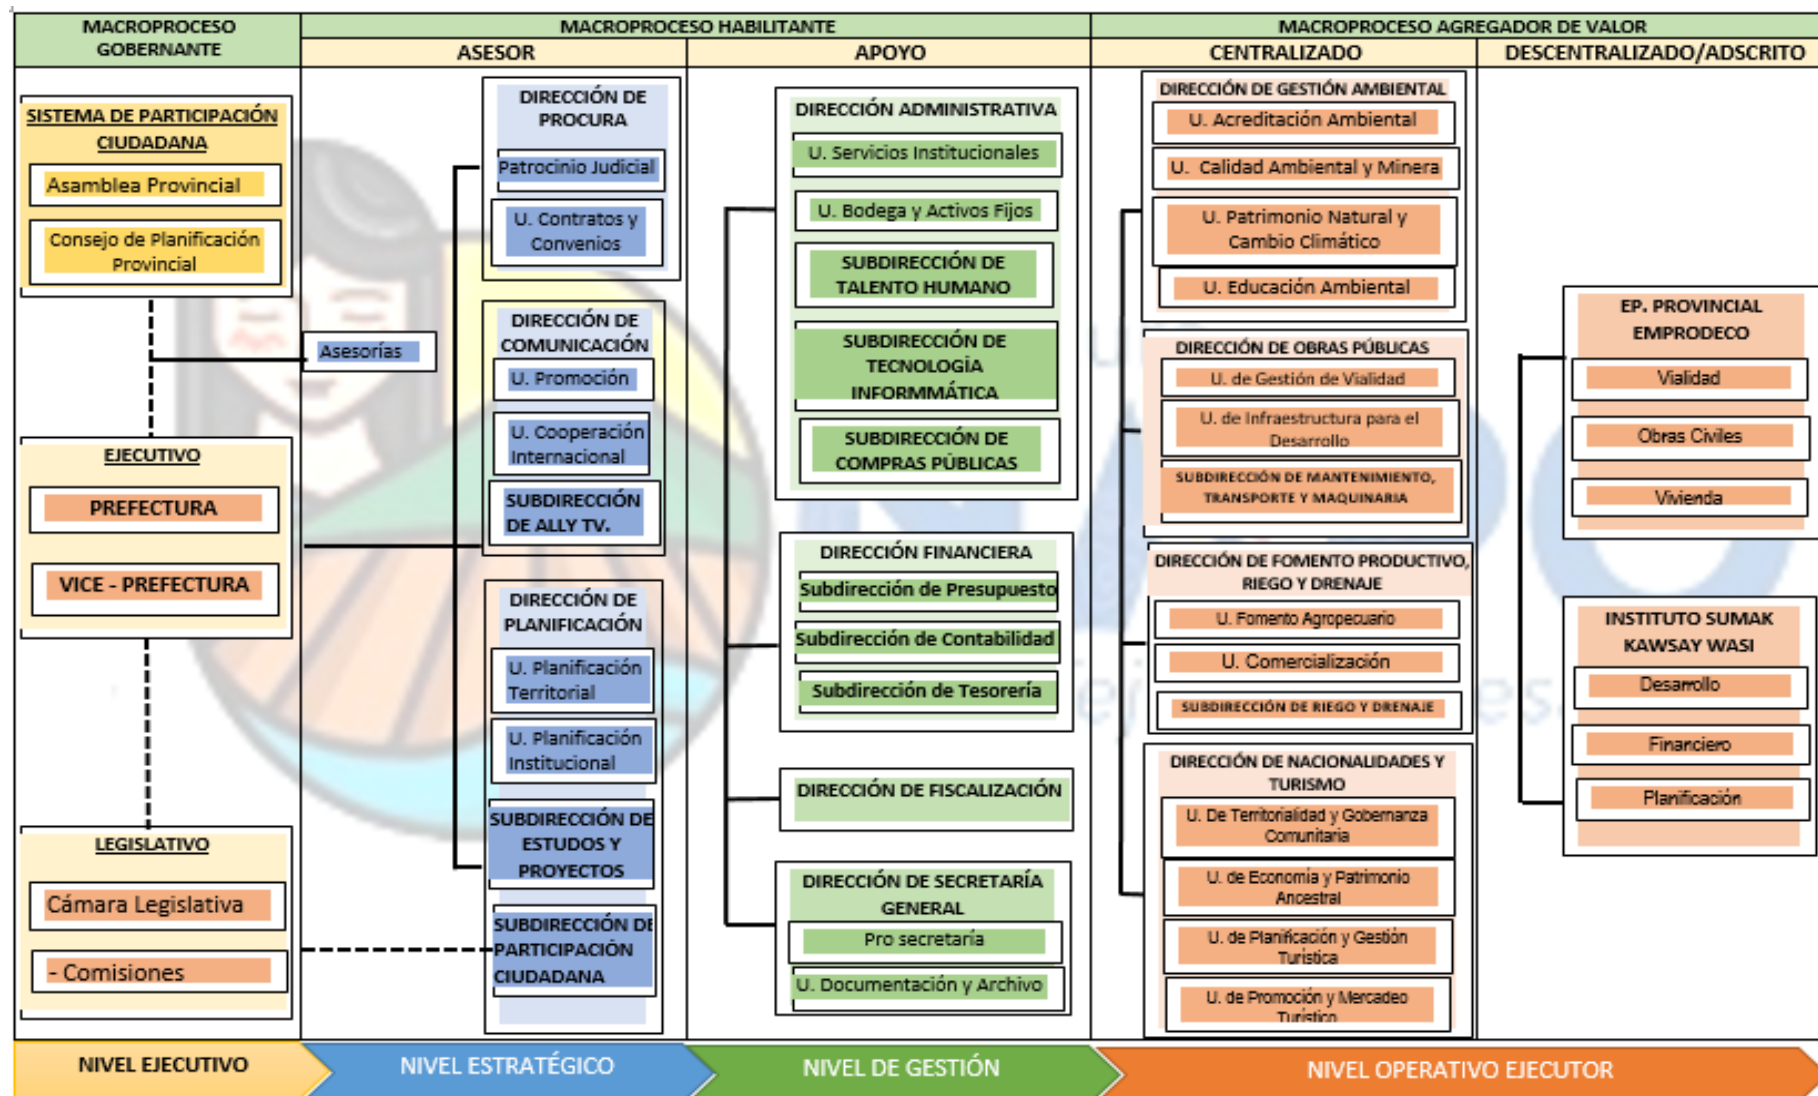 MACROPROCESO
GOBERNANTE
MACROPROCESO HABILITANTE
MACROPROCESO AGREGADOR DE VALOR
ASESOR
APOYO
CENTRALIZADO
DESCENTRALIZADO/ADSCRITO
SISTEMA DE PARTICIPACIÓN
CIUDADANA
Asamblea Provincial
Consejo de Planificación
Provincial
EJECUTIVO
PREFECTURA
VICE - PREFECTURA
LEGISLATIVO
Cámara Legislativa
- Comisiones
Asesorías
DIRECCIÓN DE
PROCURA
Patrocinio Judicial
U. Contratos y
Convenios
DIRECCIÓN DE
COMUNICACIÓN
U. Promoción
U. Cooperación
Internacional
SUBDIRECCIÓN
DE ALLY TV.
DIRECCIÓN DE
PLANIFICACIÓN
U. Planificación
Territorial
U. Planificación
Institucional
SUBDIRECCIÓN DE
ESTUDOS Y
PROYECTOS
SUBDIRECCIÓN DE
PARTICIPACIÓN
CIUDADANA
DIRECCIÓN ADMINISTRATIVA
U. Servicios Institucionales
U. Bodega y Activos Fijos
SUBDIRECCIÓN DE
TALENTO HUMANO
SUBDIRECCIÓN DE
TECNOLOGÍA
INFORMMÁTICA
SUBDIRECCIÓN DE
COMPRAS PÚBLICAS
DIRECCIÓN FINANCIERA
Subdirección de Presupuesto
Subdirección de Contabilidad
Subdirección de Tesorería
DIRECCIÓN DE FISCALIZACIÓN
DIRECCIÓN DE SECRETARÍA
GENERAL
Pro secretaría
U. Documentación y Archivo
DIRECCIÓN DE GESTIÓN AMBIENTAL
U. Acreditación Ambiental
U. Calidad Ambiental y Minera
U. Patrimonio Natural y
Cambio Climático
U. Educación Ambiental
DIRECCIÓN DE OBRAS PÚBLICAS
U. de Gestión de Vialidad
U. de Infraestructura para el
Desarrollo
SUBDIRECCIÓN DE MANTENIMIENTO,
TRANSPORTE Y MAQUINARIA
DIRECCIÓN DE FOMENTO PRODUCTIVO,
RIEGO Y DRENAJE
U. Fomento Agropecuario
U. Comercialización
SUBDIRECCIÓN DE RIEGO Y DRENAJE
DIRECCIÓN DE NACIONALIDADES Y
TURISMO
U. De Territorialidad y Gobernanza
Comunitaria
U. de Economía y Patrimonio
Ancestral
U. de Planificación y Gestión
Turística
U. de Promoción y Mercadeo
Turístico
EP. PROVINCIAL
EMPRODECO
Vialidad
Obras Civiles
Vivienda
INSTITUTO SUMAK
KAWSAY WASI
Desarrollo
Financiero
Planificación
NIVEL EJECUTIVO
NIVEL ESTRATÉGICO
NIVEL DE GESTIÓN
NIVEL OPERATIVO EJECUTOR